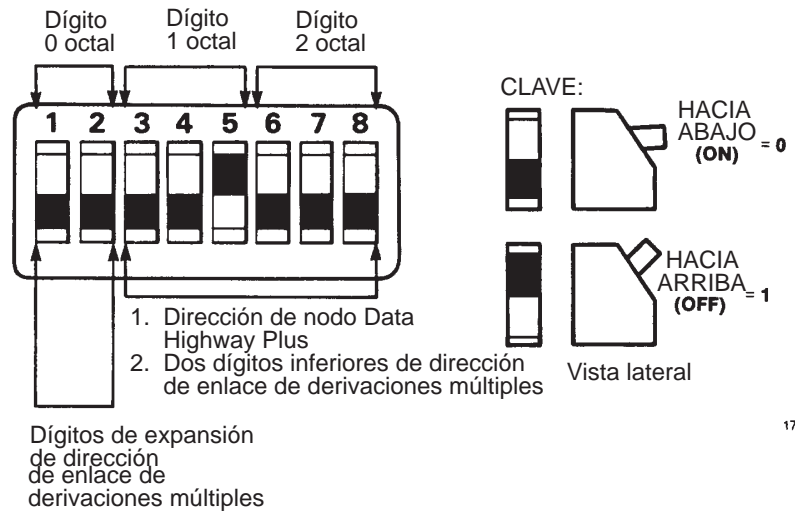 Dígito
0 octal
Dígito
1 octal
Dígito
2 octal
1 2 3 4 5 6 7 8
CLAVE:
HACIA
ABAJO
(ON) = 0
HACIA
ARRIBA
(OFF) = 1
Vista lateral
1. Dirección de nodo Data
Highway Plus
2. Dos dígitos inferiores de dirección
de enlace de derivaciones múltiples
Dígitos de expansión
de dirección
de enlace de
derivaciones múltiples
17